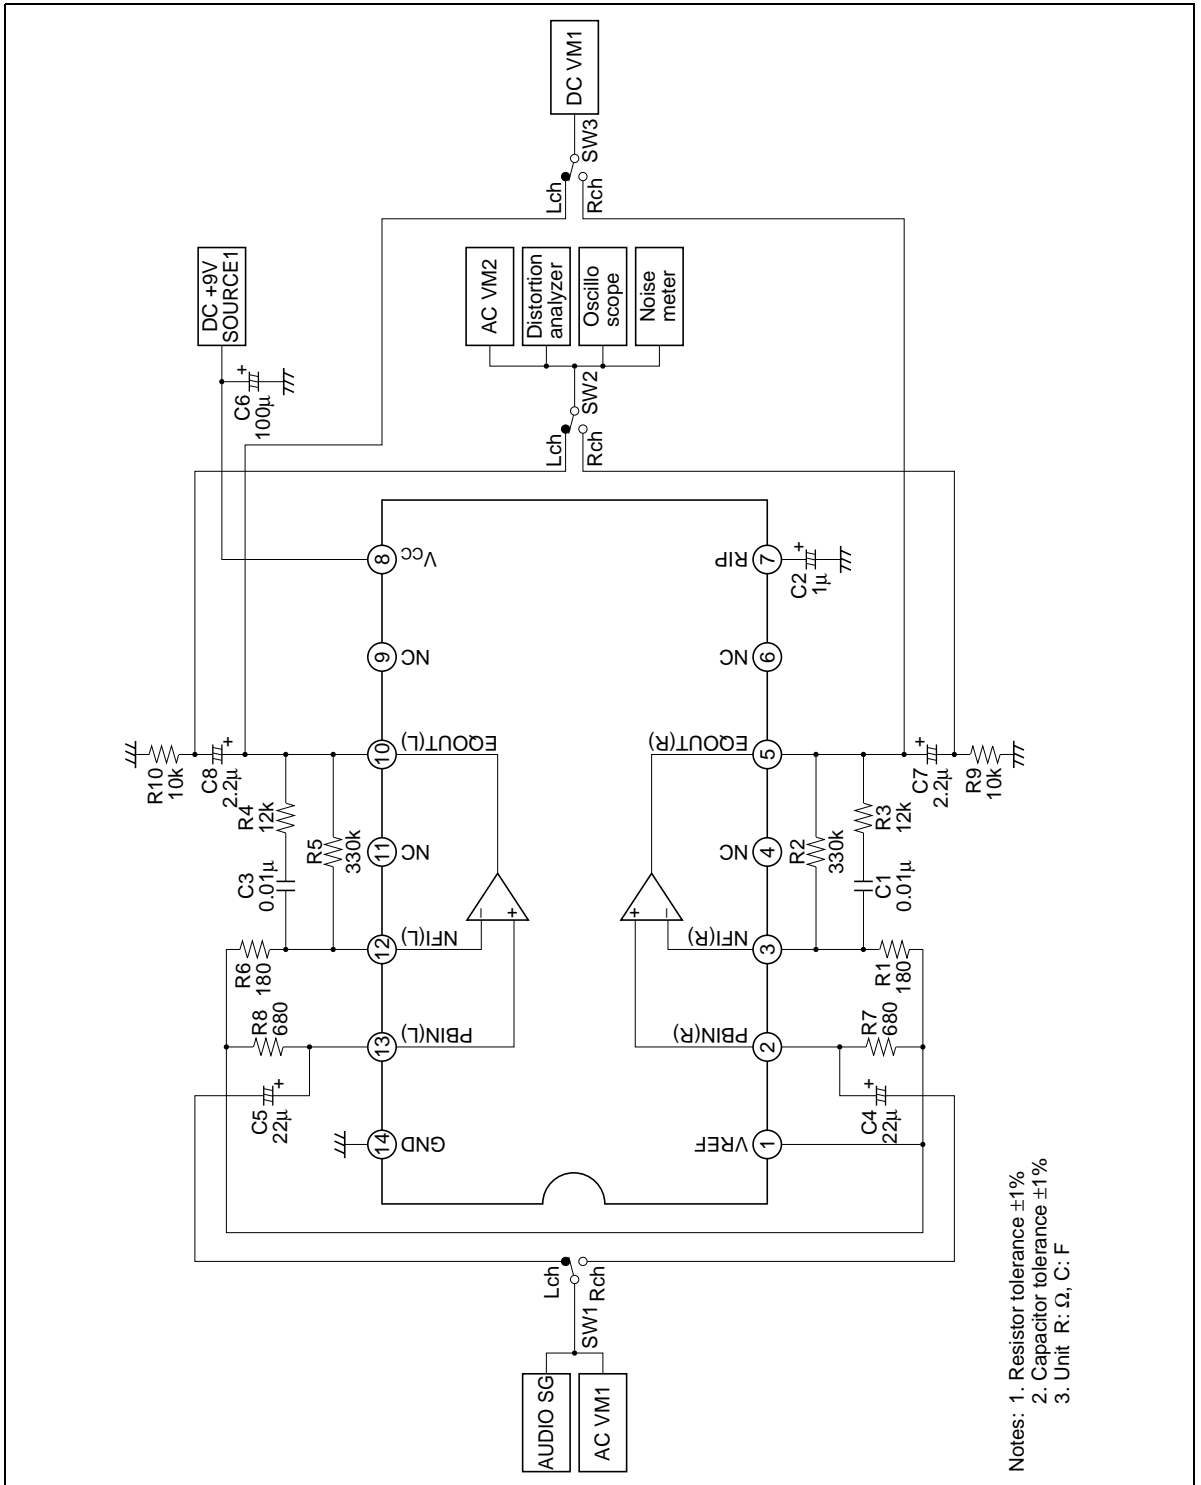 DC VM1
SW3
Lch
Rch
DC +9V
SOURCE1
+
C6
100µ
AC VM2
Distortion
analyzer
Oscillo
scope
Noise
meter
SW2
Lch
Rch
8
VCC
7
RIP
+
C2
1µ
9
NC
6
NC
R10
10k
C8
2.2µ
+
10
EQOUT(L)
5
EQOUT(R)
+
C7
2.2µ
R9
10k
R4
12k
C3
0.01µ
R5
330k
11
NC
4
NC
R2
330k
R3
12k
C1
0.01µ
R6
180
12
NFI(L)
−
+
+
−
3
NFI(R)
R1
180
R8
680
13
PBIN(L)
2
PBIN(R)
R7
680
C5
22µ
+
C4
22µ
+
14
GND
1
VREF
Lch
Rch
SW1
AUDIO SG
AC VM1
Notes: 1. Resistor tolerance ±1%
2. Capacitor tolerance ±1%
3. Unit R: Ω, C: F